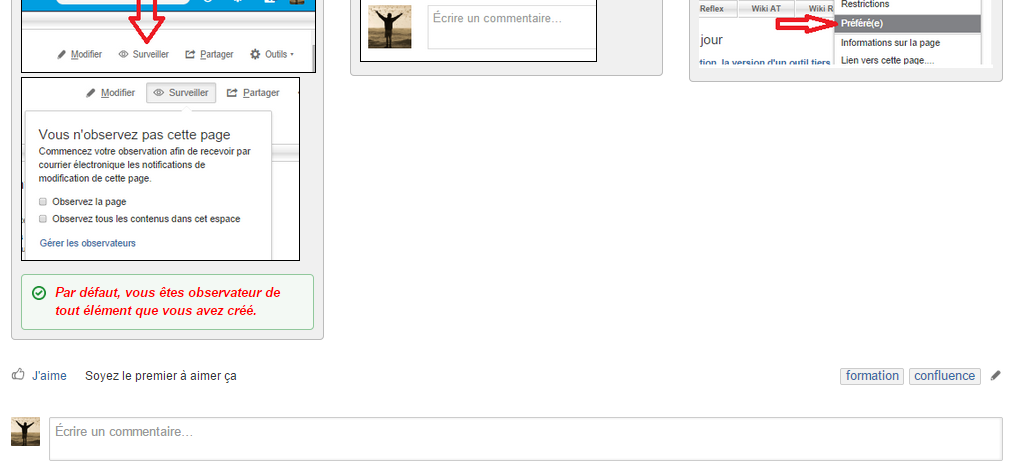 Modifier Surveiller Partager Outils
Modifier Surveiller Partager
Vous n'observez pas cette page
Commencez votre observation afin de recevoir par
courrier électronique les notifications de
modification de cette page.
Observez la page
Observez tous les contenus dans cet espace
Gérer les observateurs
Par défaut, vous êtes observateur de
tout élément que vous avez créé.
Écrire un commentaire...
Restrictions
Reflex Wiki AT Wiki R
Préféré(e)
jour
Informations sur la page
tion, la version d'un outil tiers
Lien vers cette page....
J'aime Soyez le premier à aimer ça
formation confluence
Écrire un commentaire...